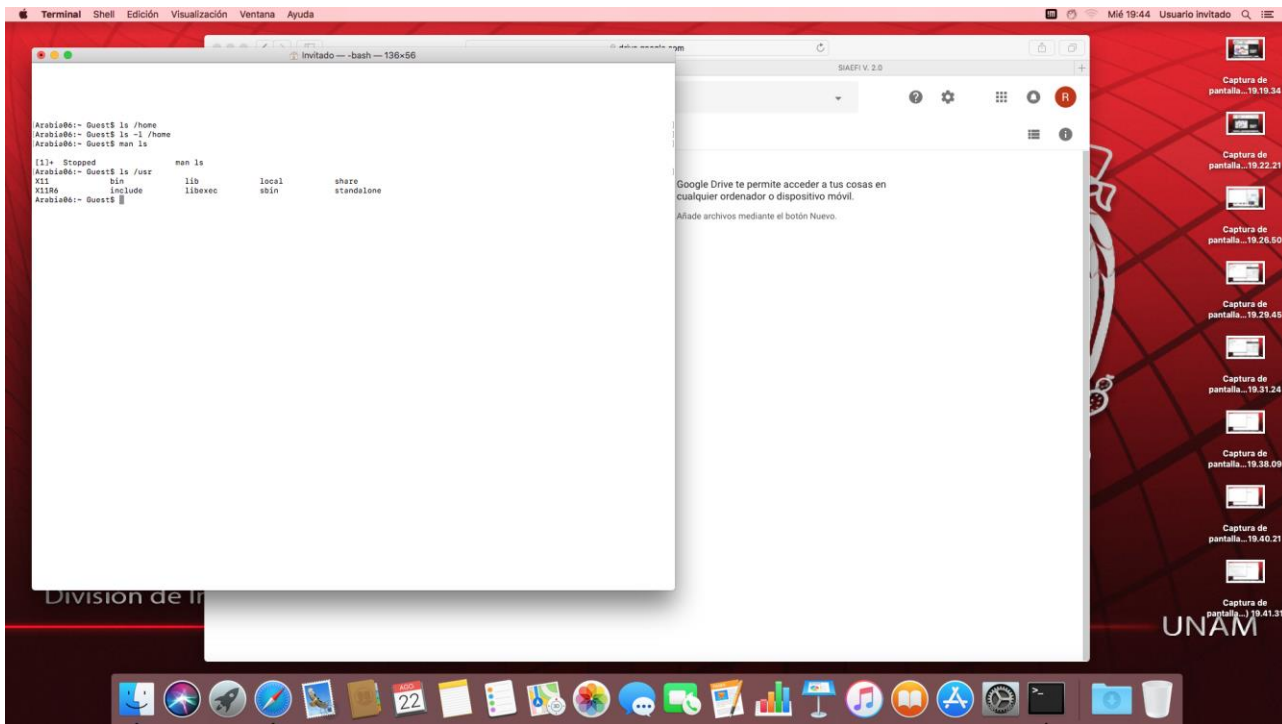 Terminal Shell Edición Visualización Ventana Ayuda
Mié 19:44 Usuario invitado
Invitado — -bash — 136×56
Arabia06:~ Guest$ ls /home
Arabia06:~ Guest$ ls -l /home
Arabia06:~ Guest$ man ls
[1]+ Stopped man ls
Arabia06:~ Guest$ ls /usr
X11 bin lib local share
X11R6 include libexec sbin standalone
Arabia06:~ Guest$
SIAEFI V. 2.0
R
Google Drive te permite acceder a tus cosas en
cualquier ordenador o dispositivo móvil.
Añade archivos mediante el botón Nuevo.
Captura de
pantalla...19.19.34
Captura de
pantalla...19.22.21
Captura de
pantalla...19.26.50
Captura de
pantalla...19.29.45
Captura de
pantalla...19.31.24
Captura de
pantalla...19.38.09
Captura de
pantalla...19.40.21
Captura de
pantalla...) 19.41.31
División de
UNAM
AGO
22